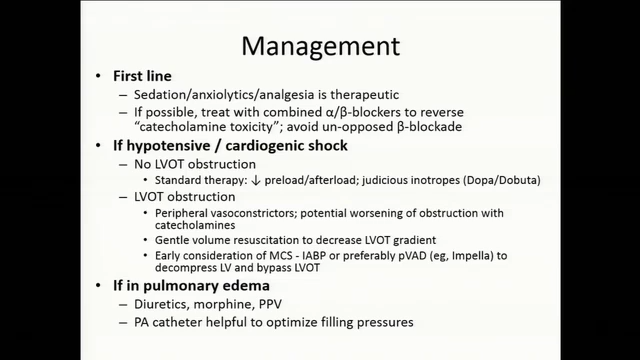 Management
• First line
– Sedation/anxiolytics/analgesia is therapeutic
– If possible, treat with combined α/β-blockers to reverse
“catecholamine toxicity”; avoid un-opposed β-blockade
• If hypotensive / cardiogenic shock
– No LVOT obstruction
• Standard therapy: ↓ preload/afterload; judicious inotropes (Dopa/Dobuta)
– LVOT obstruction
• Peripheral vasoconstrictors; potential worsening of obstruction with
catecholamines
• Gentle volume resuscitation to decrease LVOT gradient
• Early consideration of MCS - IABP or preferably pVAD (eg, Impella) to
decompress LV and bypass LVOT
• If in pulmonary edema
– Diuretics, morphine, PPV
– PA catheter helpful to optimize filling pressures